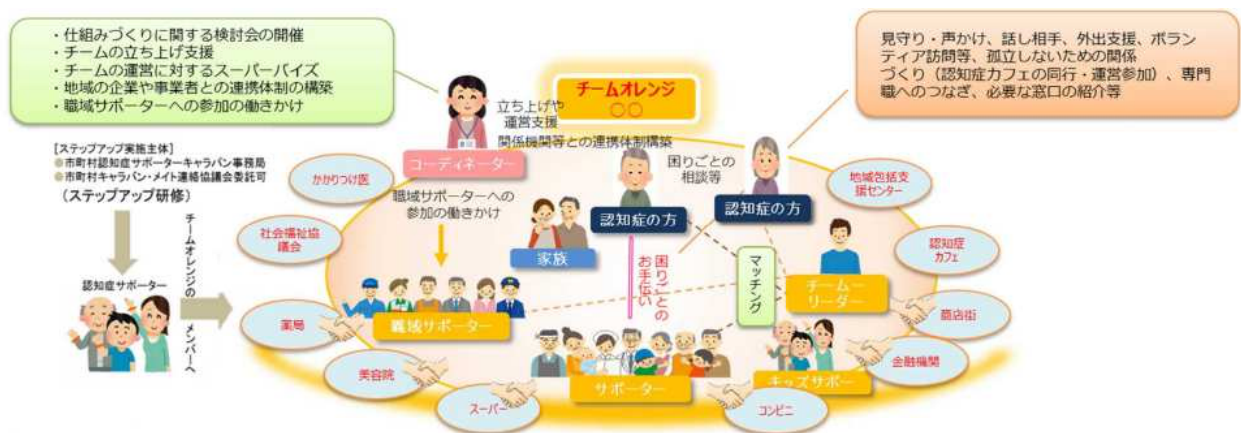 ・仕組みづくりに関する検討会の開催
・チームの立ち上げ支援
・チームの運営に対するスーパーバイズ
・地域の企業や事業者との連携体制の構築
・職域サポーターへの参加の働きかけ
見守り・声かけ、話し相手、外出支援、ボラン
ティア訪問等、孤立しないための関係
づくり（認知症カフェの同行・運営参加）、専門
職へのつなぎ、必要な窓口の紹介等
チームオレンジ
〇〇
立ち上げや
運営支援
関係機関等との連携体制構築
コーディネーター
[ステップアップ実施主体]
●市町村認知症サポーターキャラバン事務局
●市町村キャラバン・メイト連絡協議会委託可
(ステップアップ研修)
チームオレンジの
メンバーへ
認知症サポーター
かかりつけ医
社会福祉協
議会
薬局
美容院
スーパー
コンビニ
金融機関
商店街
認知症
カフェ
地域包括支
援センター
職域サポーターへの
参加の働きかけ
困りごとの
相談等
認知症の方
認知症の方
家族
困りごとの
お手伝い
マッチング
チーム
リーダー
職域サポーター
サポーター
キッズサポー